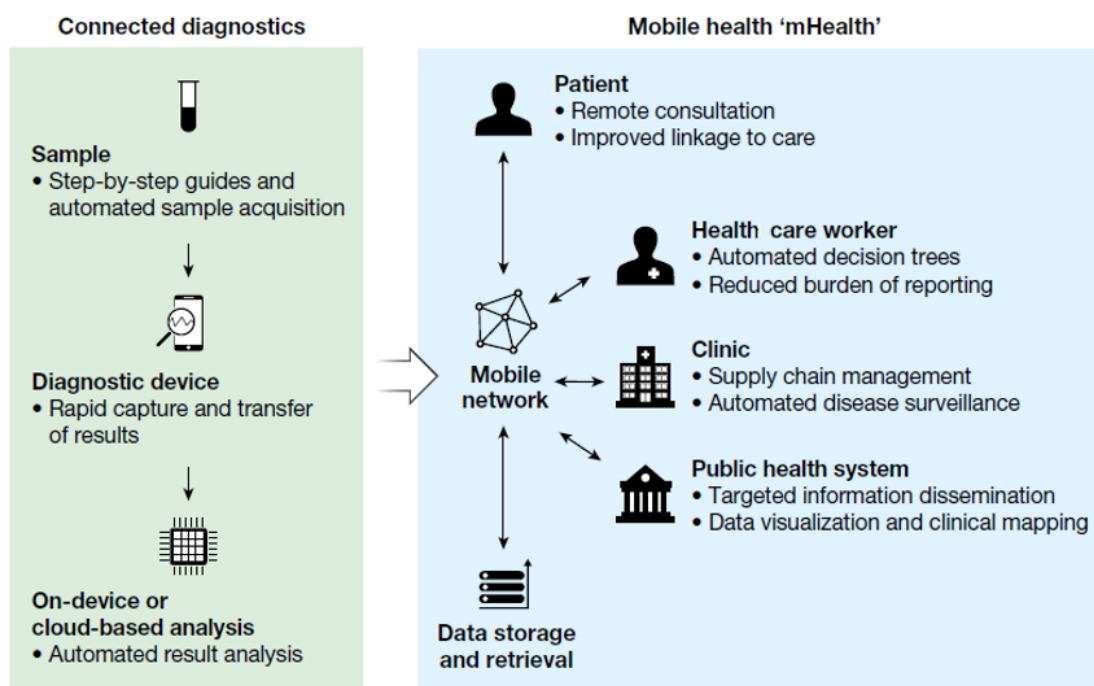 Connected diagnostics
Sample
• Step-by-step guides and
automated sample acquisition
Diagnostic device
• Rapid capture and transfer
of results
On-device or
cloud-based analysis
• Automated result analysis
Mobile health ‘mHealth’
Patient
• Remote consultation
• Improved linkage to care
Health care worker
• Automated decision trees
• Reduced burden of reporting
Mobile
network
Clinic
• Supply chain management
• Automated disease surveillance
Public health system
• Targeted information dissemination
• Data visualization and clinical mapping
Data storage
and retrieval